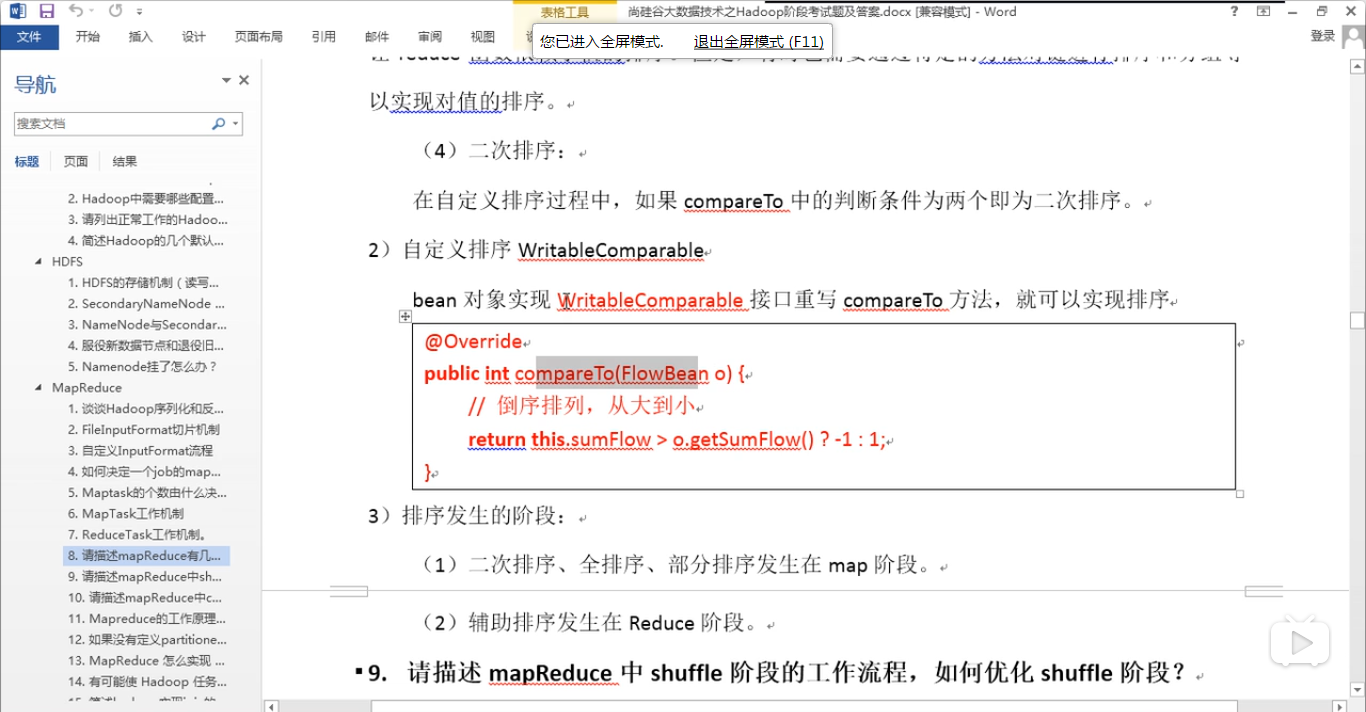 表格工具
尚硅谷大数据技术之Hadoop阶段考试题及答案.docx [兼容模式] - Word
文件 开始 插入 设计 页面布局 引用 邮件 审阅 视图
登录
您已进入全屏模式. 退出全屏模式 (F11)
导航
搜索文档
标题 页面 结果
2. Hadoop中需要哪些配置...
3. 请列出正常工作的Hadoo...
4. 简述Hadoop的几个默认...
HDFS
1. HDFS的存储机制（读写...
2. SecondaryNameNode ...
3. NameNode与Secondar...
4. 服役新数据节点和退役旧...
5. Namenode挂了怎么办？
MapReduce
1. 谈谈Hadoop序列化和反...
2. FileInputFormat切片机制
3. 自定义InputFormat流程
4. 如何决定一个job的map...
5. Maptask的个数由什么决...
6. MapTask工作机制
7. ReduceTask工作机制。
8. 请描述mapReduce有几...
9. 请描述mapReduce中sh...
10. 请描述mapReduce中c...
11. Mapreduce的工作原理...
12. 如果没有定义partitione...
13. MapReduce 怎么实现 ...
14. 有可能使 Hadoop 任务...
以实现对值的排序。
（4）二次排序：
在自定义排序过程中，如果 compareTo 中的判断条件为两个即为二次排序。
2）自定义排序 WritableComparable
bean 对象实现 WritableComparable 接口重写 compareTo 方法，就可以实现排序
@Override
public int compareTo(FlowBean o) {
// 倒序排列，从大到小
return this.sumFlow > o.getSumFlow() ? -1 : 1;
}
3）排序发生的阶段：
（1）二次排序、全排序、部分排序发生在 map 阶段。
（2）辅助排序发生在 Reduce 阶段。
9. 请描述 mapReduce 中 shuffle 阶段的工作流程，如何优化 shuffle 阶段？